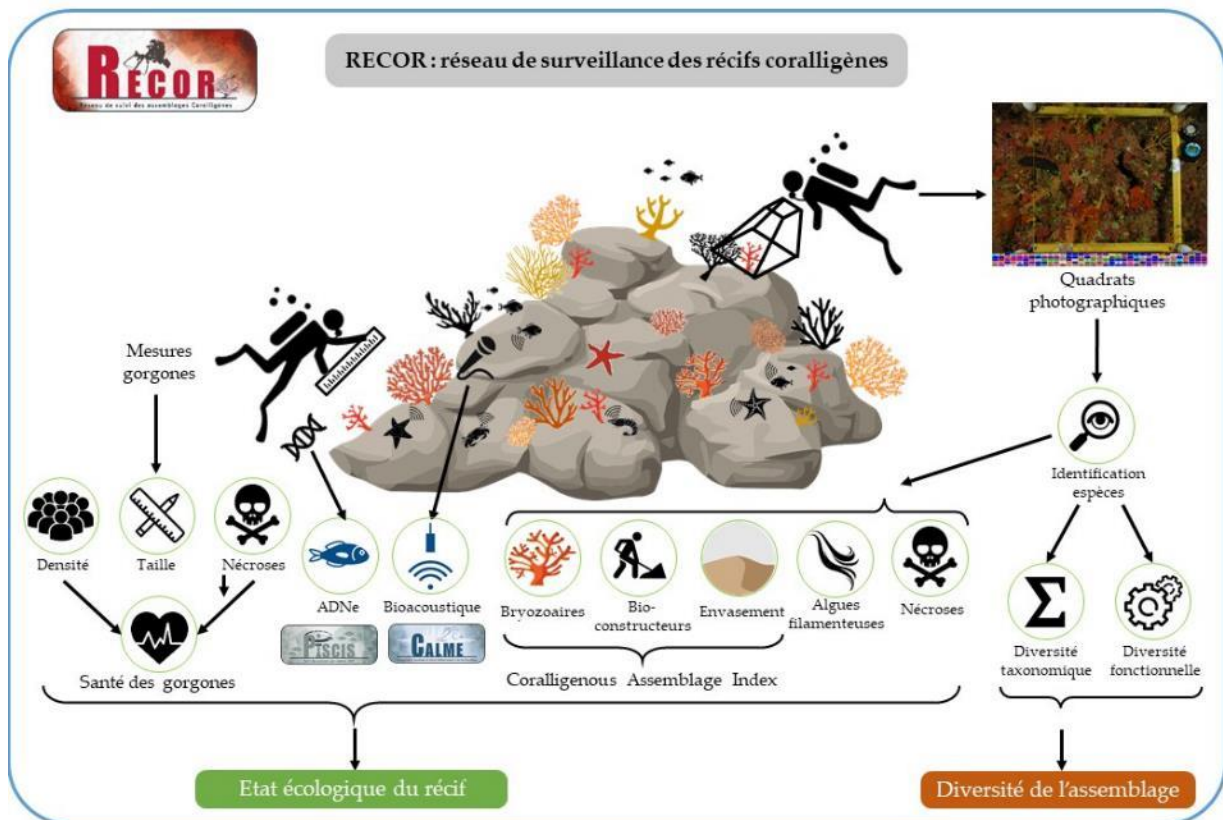 RECOR
Réseau de suivi des assemblages Coralligènes
RECOR : réseau de surveillance des récifs coralligènes
Quadrats
photographiques
Mesures
gorgones
Identification
espèces
Densité
Taille
Nécroses
ADNe
Bioacoustique
Bryozoaires
Bio-
constructeurs
Envasement
Algues
filamenteuses
Nécroses
Diversité
taxonomique
Diversité
fonctionnelle
PISCIS
CALME
Santé des gorgones
Coralligenous Assemblage Index
Etat écologique du récif
Diversité de l'assemblage